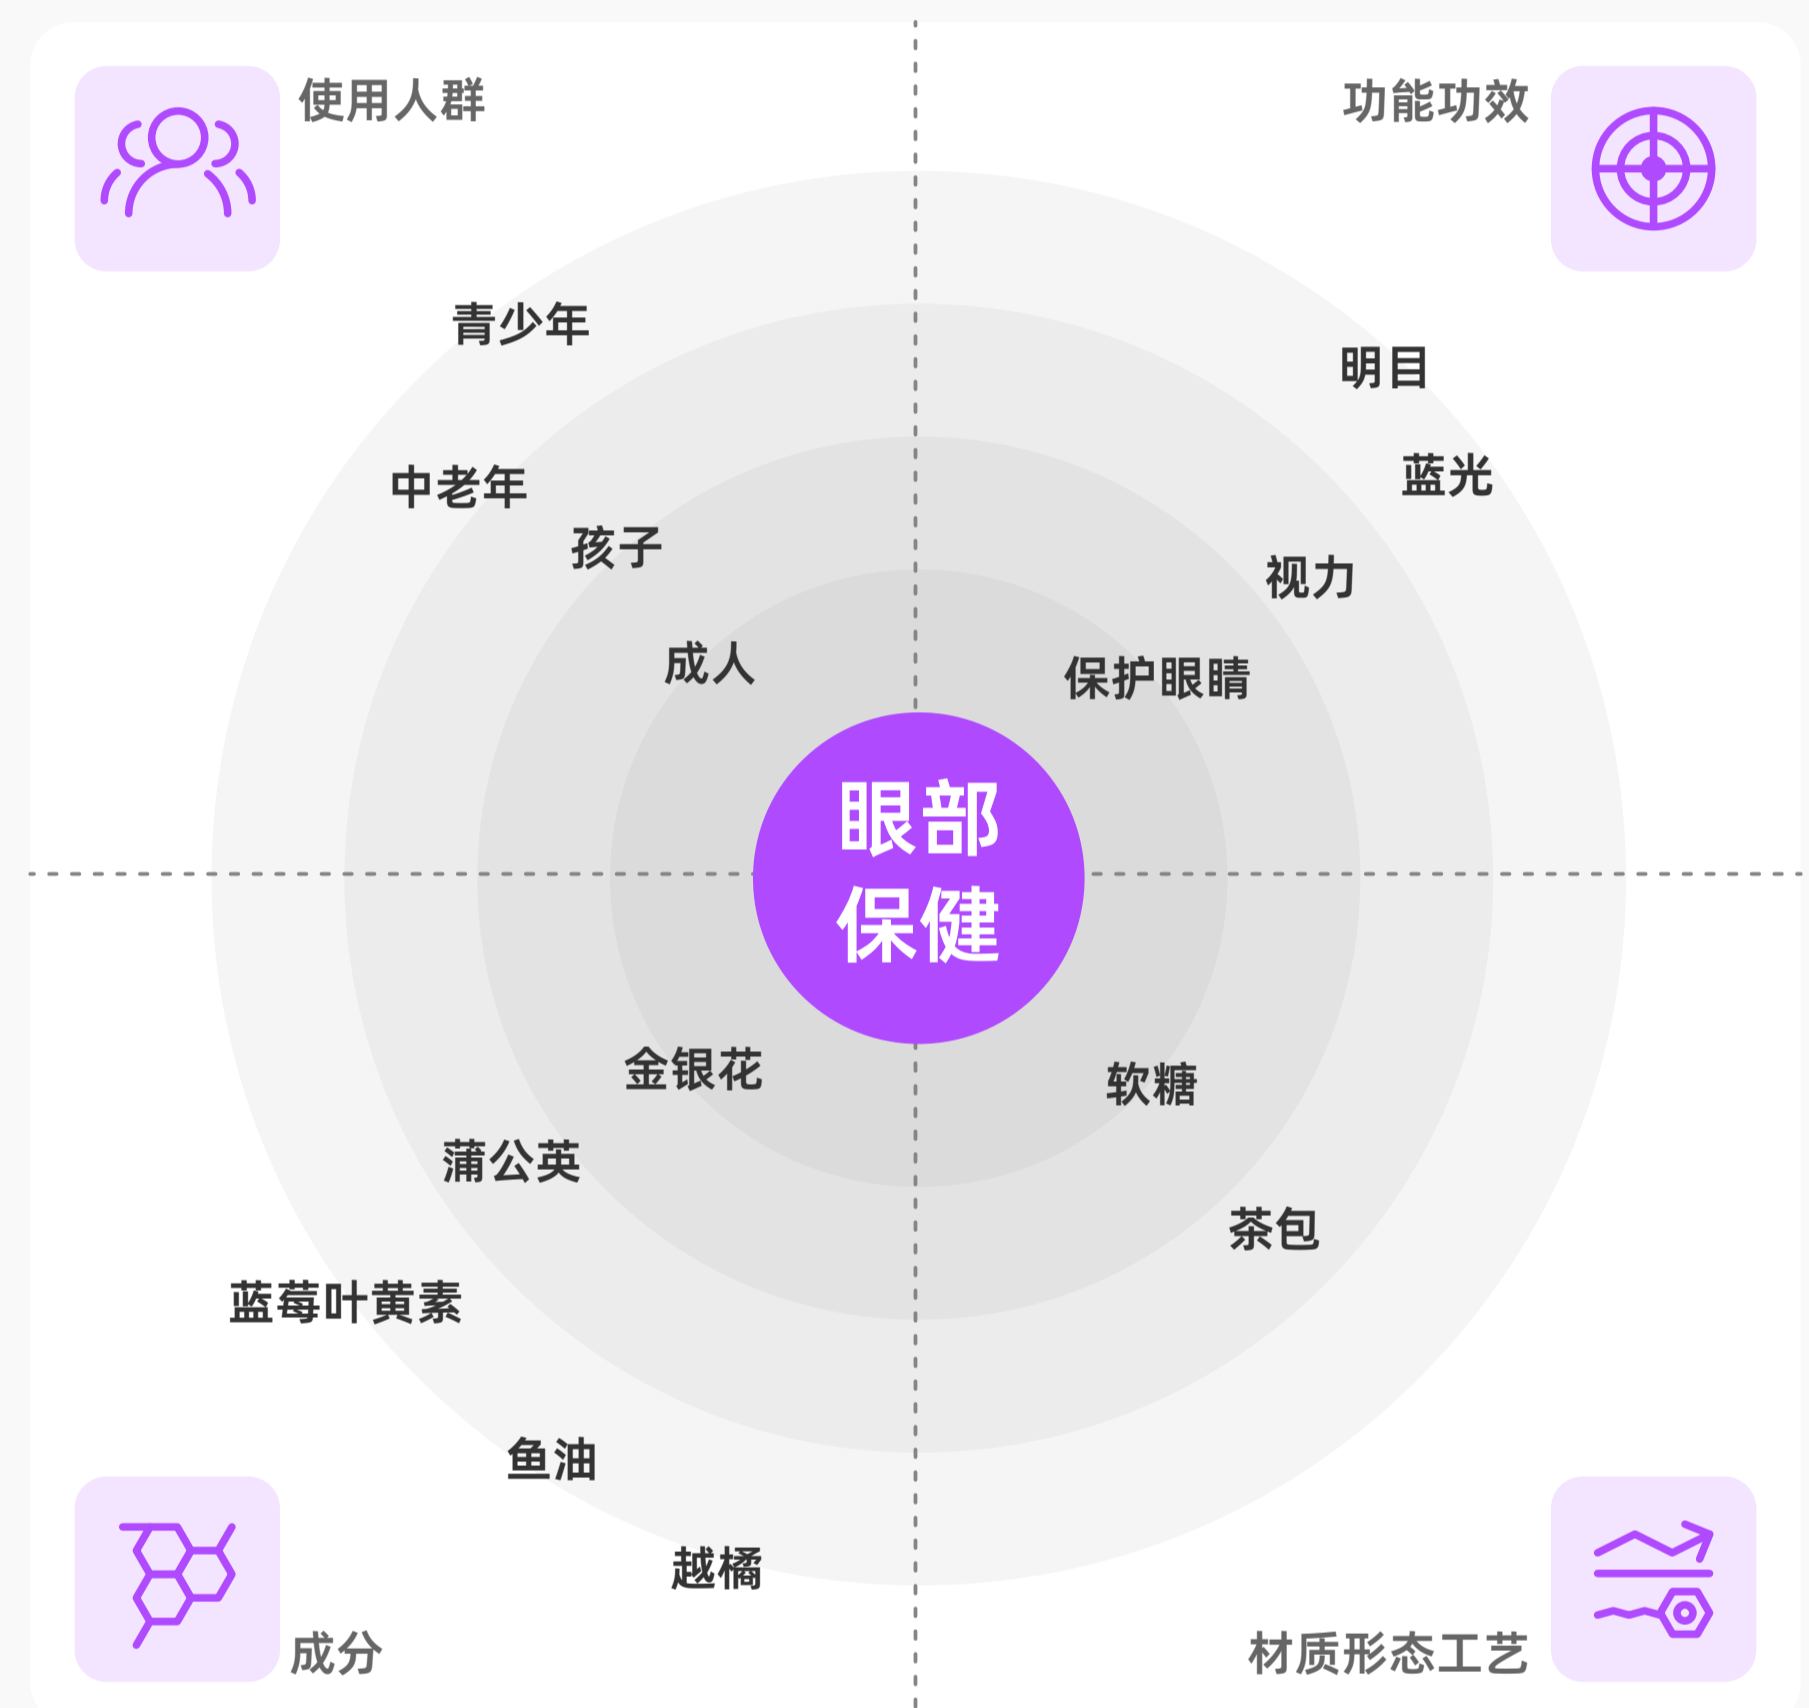 使用人群
功能功效
青少年
明目
中老年
蓝光
孩子
视力
成人
保护眼睛
眼部
保健
金银花
软糖
蒲公英
茶包
蓝莓叶黄素
鱼油
越橘
成分
材质形态工艺